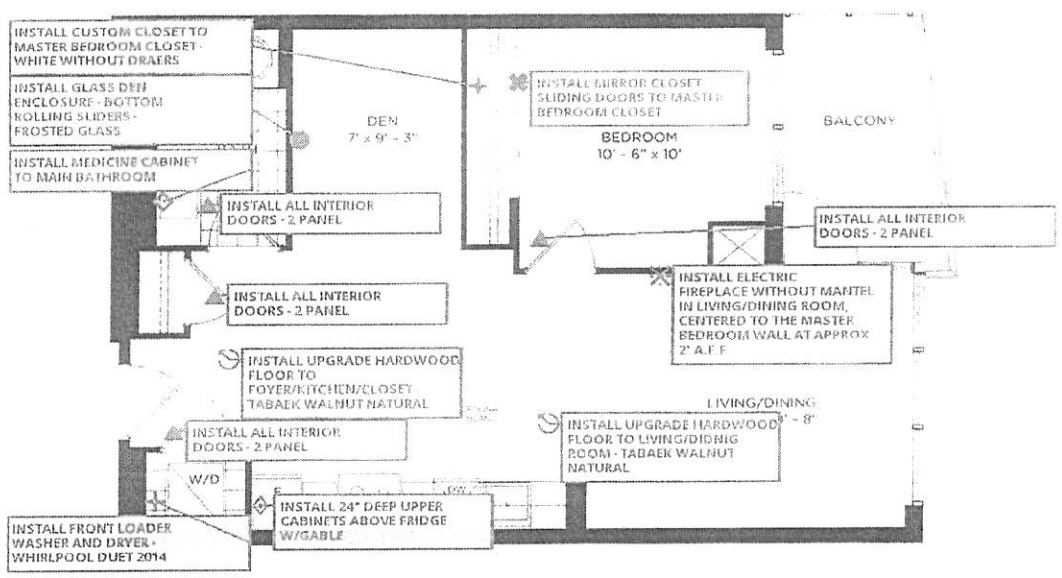 INSTALL CUSTOM CLOSET TO
MASTER BEDROOM CLOSET -
WHITE WITHOUT DRAERS
INSTALL GLASS DEN
ENCLOSURE - BOTTOM
ROLLING SLIDERS -
FROSTED GLASS
INSTALL MEDICINE CABINET
TO MAIN BATHROOM
DEN
7' x 9' - 3"
INSTALL MIRROR CLOSET
SLIDING DOORS TO MASTER
BEDROOM CLOSET
BEDROOM
10' - 6" x 10'
BALCONY
INSTALL ALL INTERIOR
DOORS - 2 PANEL
INSTALL ALL INTERIOR
DOORS - 2 PANEL
INSTALL ALL INTERIOR
DOORS - 2 PANEL
INSTALL ELECTRIC
FIREPLACE WITHOUT MANTEL
IN LIVING/DINING ROOM,
CENTERED TO THE MASTER
BEDROOM WALL AT APPROX
2' A.F.F
INSTALL UPGRADE HARDWOOD
FLOOR TO
FOYER/KITCHEN/CLOSET
TABAEK WALNUT NATURAL
LIVING/DINING
' - 8"
INSTALL UPGRADE HARDWOOD
FLOOR TO LIVING/DIDNIG
ROOM - TABAEK WALNUT
NATURAL
INSTALL ALL INTERIOR
DOORS - 2 PANEL
W/D
DW
INSTALL 24" DEEP UPPER
CABINETS ABOVE FRIDGE
W/GABLE
INSTALL FRONT LOADER
WASHER AND DRYER -
WHIRLPOOL DUET 2014